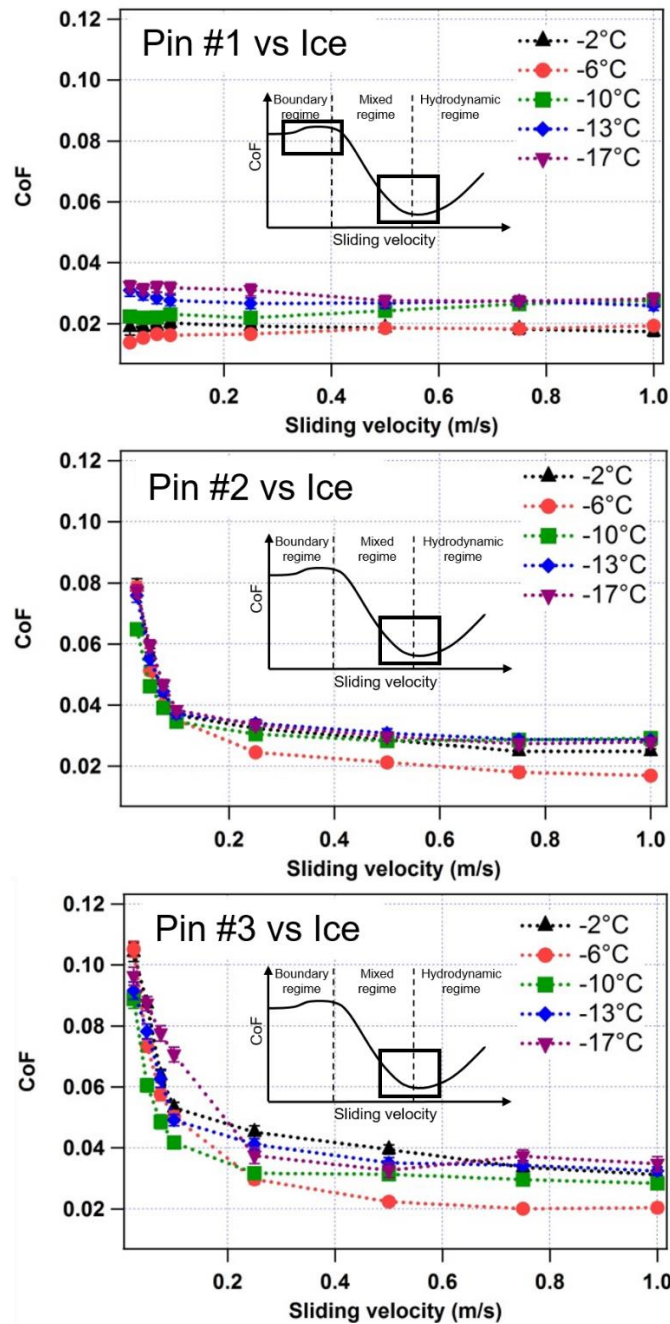 0.12
0.10
0.08
0.06
0.04
0.02
CoF
Pin #1 vs Ice
-2°C
-6°C
-10°C
-13°C
-17°C
Boundary regime
Mixed regime
Hydrodynamic regime
CoF
Sliding velocity
0.2 0.4 0.6 0.8 1.0
Sliding velocity (m/s)
0.12
0.10
0.08
0.06
0.04
0.02
CoF
Pin #2 vs Ice
-2°C
-6°C
-10°C
-13°C
-17°C
Boundary regime
Mixed regime
Hydrodynamic regime
CoF
Sliding velocity
0.2 0.4 0.6 0.8 1.0
Sliding velocity (m/s)
0.12
0.10
0.08
0.06
0.04
0.02
CoF
Pin #3 vs Ice
-2°C
-6°C
-10°C
-13°C
-17°C
Boundary regime
Mixed regime
Hydrodynamic regime
CoF
Sliding velocity
0.2 0.4 0.6 0.8 1.0
Sliding velocity (m/s)